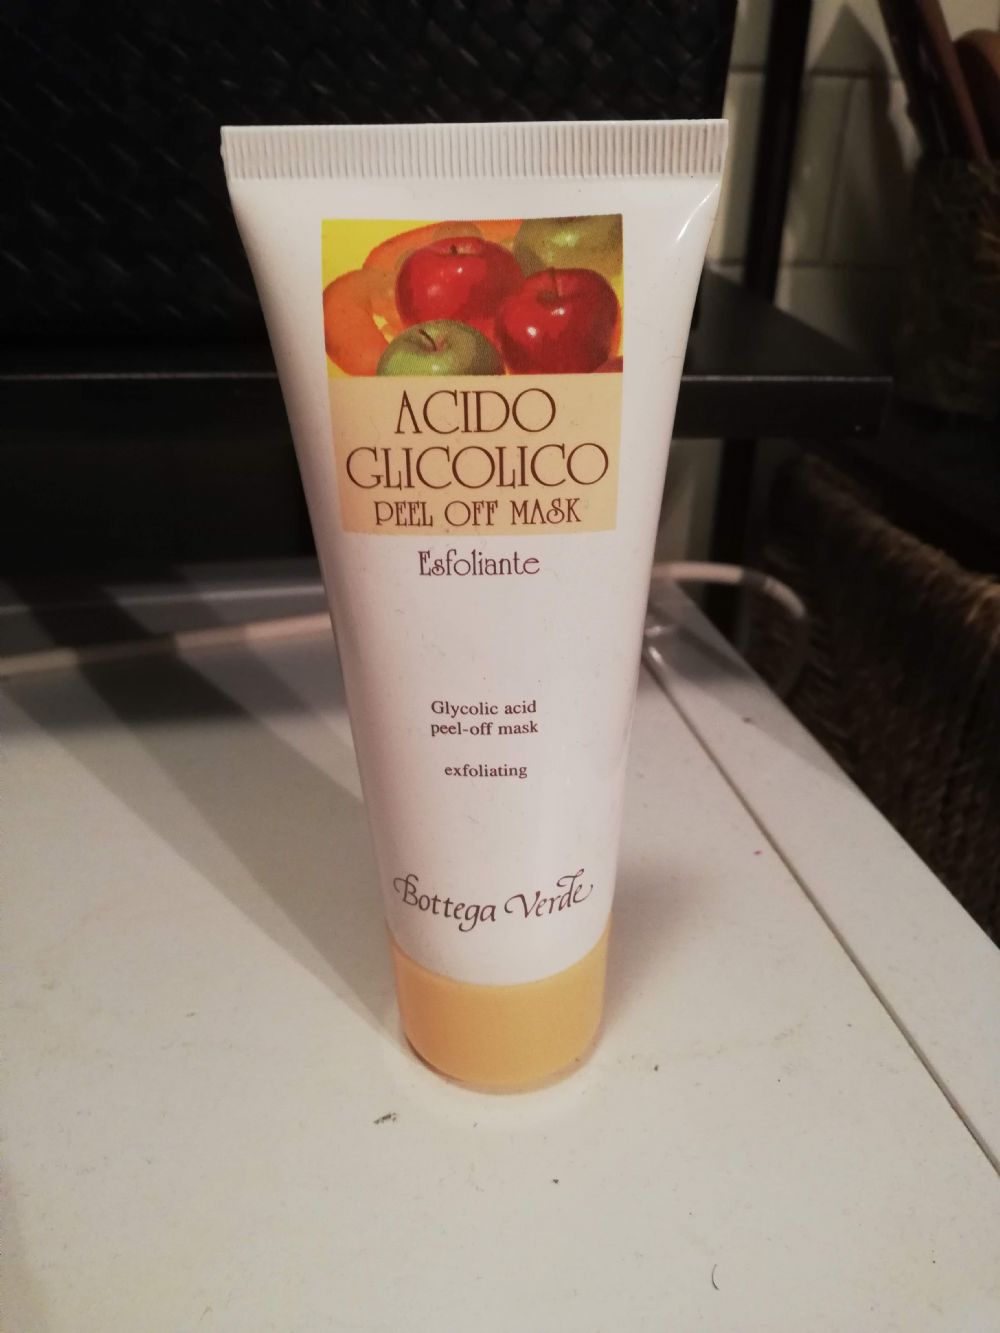 ACIDO
GLICOLICO
PEEL OFF MASK
Esfoliante
Glycolic acid
peel-off mask
exfoliating
Bottega Verde